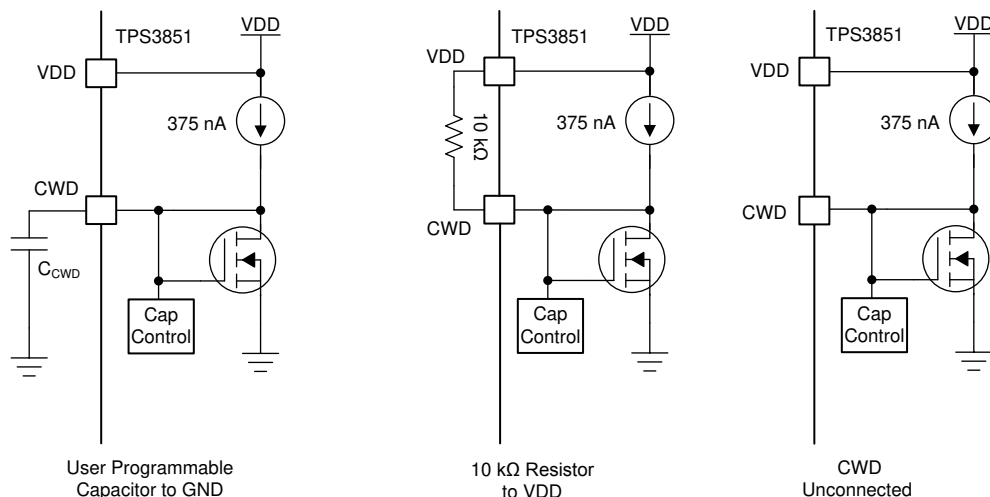 TPS3851
VDD
VDD
375 nA
CWD
C_CWD
Cap
Control
User Programmable
Capacitor to GND
TPS3851
VDD
VDD
10 kΩ
375 nA
CWD
Cap
Control
10 kΩ Resistor
to VDD
TPS3851
VDD
VDD
375 nA
CWD
Cap
Control
CWD
Unconnected